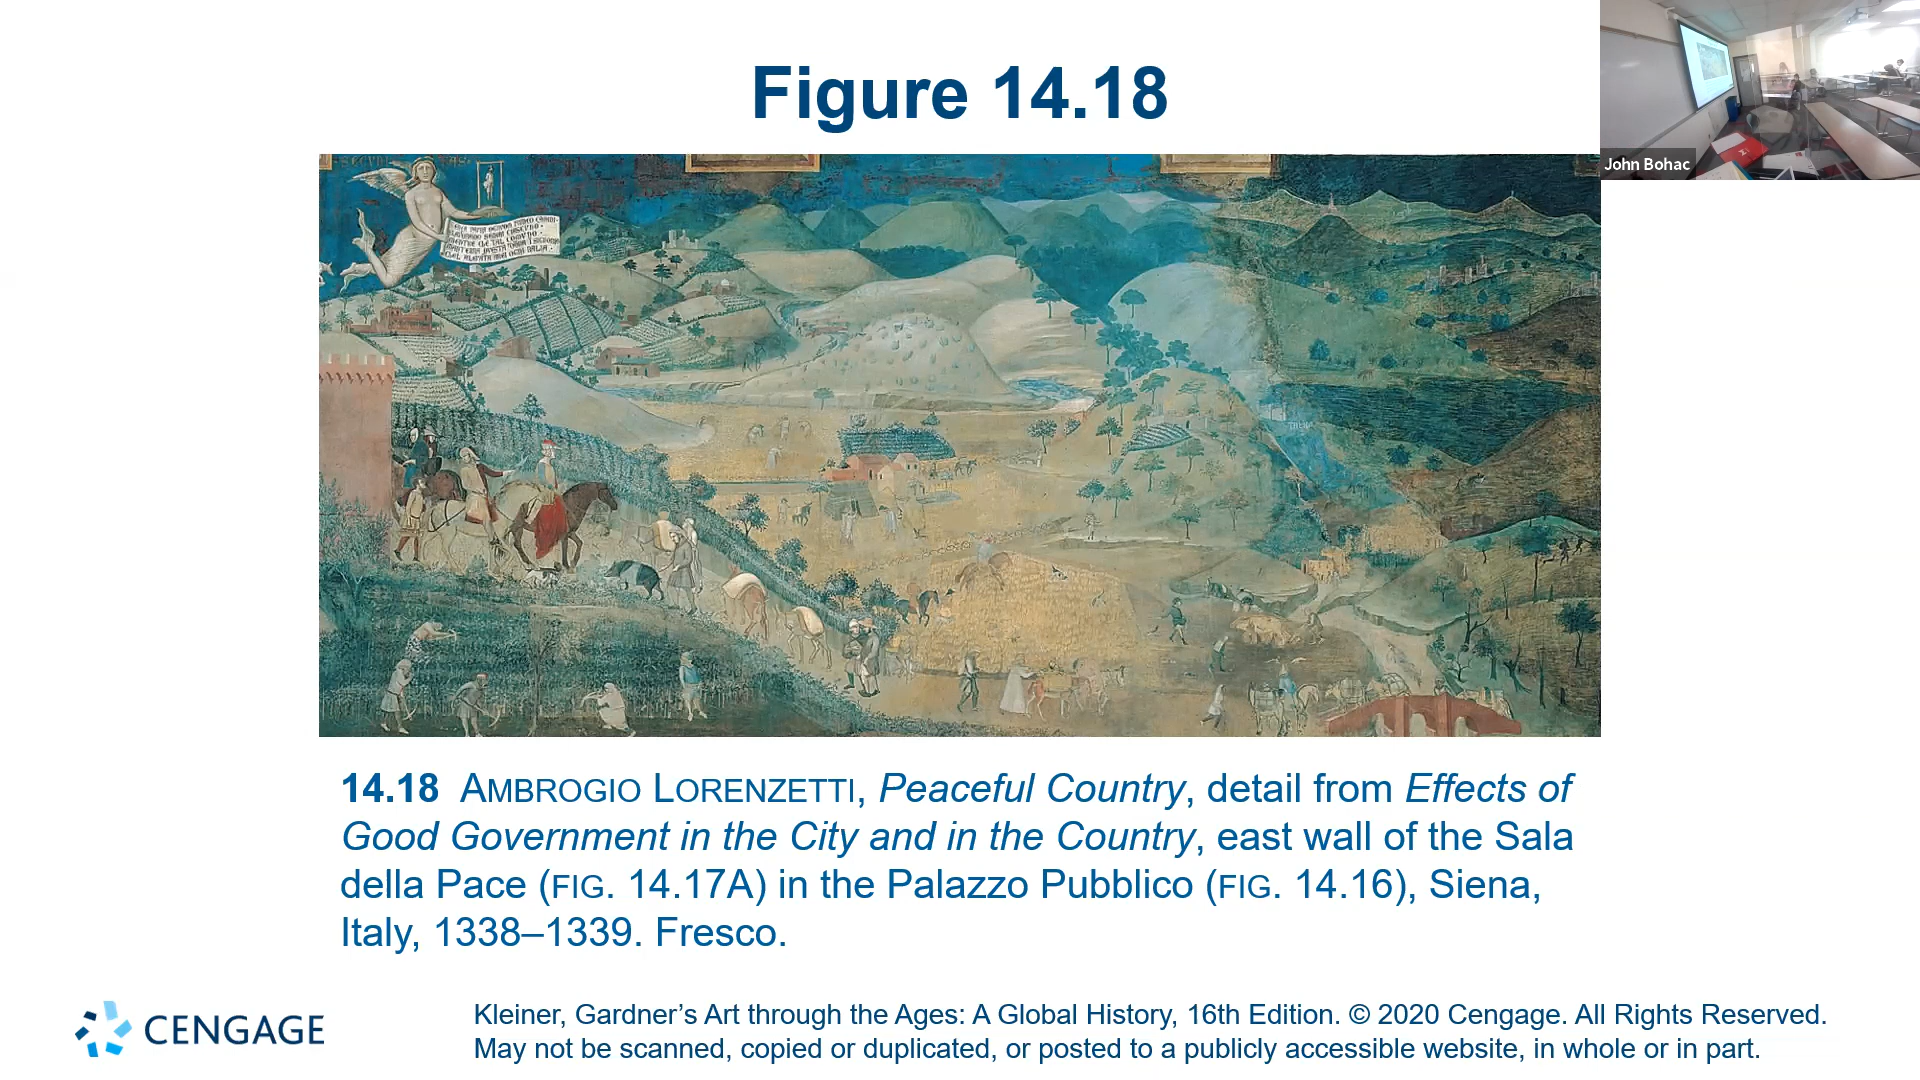 Figure 14.18
John Bohac
14.18 AMBROGIO LORENZETTI, Peaceful Country, detail from Effects of
Good Government in the City and in the Country, east wall of the Sala
della Pace (FIG. 14.17A) in the Palazzo Pubblico (FIG. 14.16), Siena,
Italy, 1338–1339. Fresco.
CENGAGE
Kleiner, Gardner’s Art through the Ages: A Global History, 16th Edition. © 2020 Cengage. All Rights Reserved.
May not be scanned, copied or duplicated, or posted to a publicly accessible website, in whole or in part.